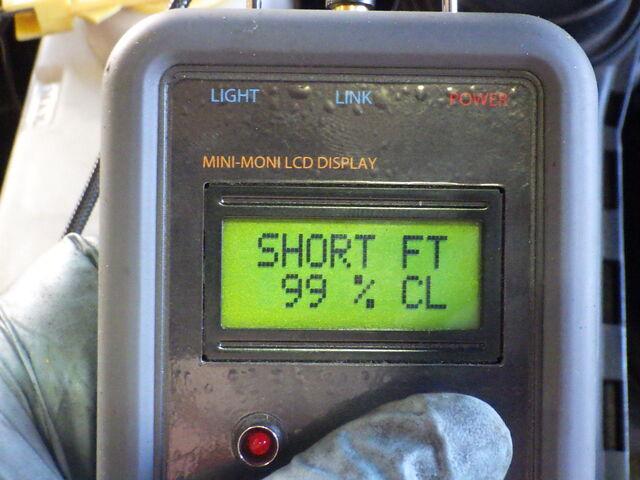 LIGHT LINK POWER
MINI-MONI LCD DISPLAY
SHORT FT
99 % CL